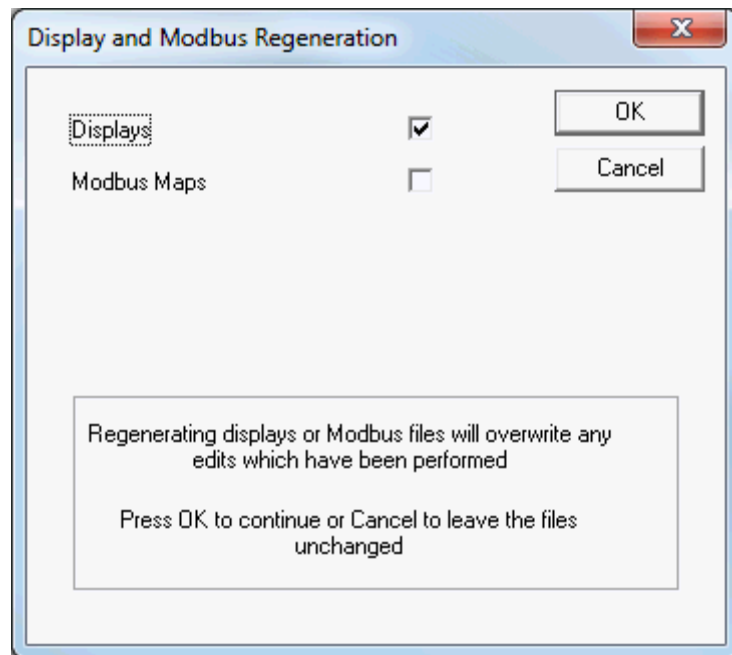 Display and Modbus Regeneration
Displays
OK
Modbus Maps
Cancel
Regenerating displays or Modbus files will overwrite any
edits which have been performed
Press OK to continue or Cancel to leave the files
unchanged